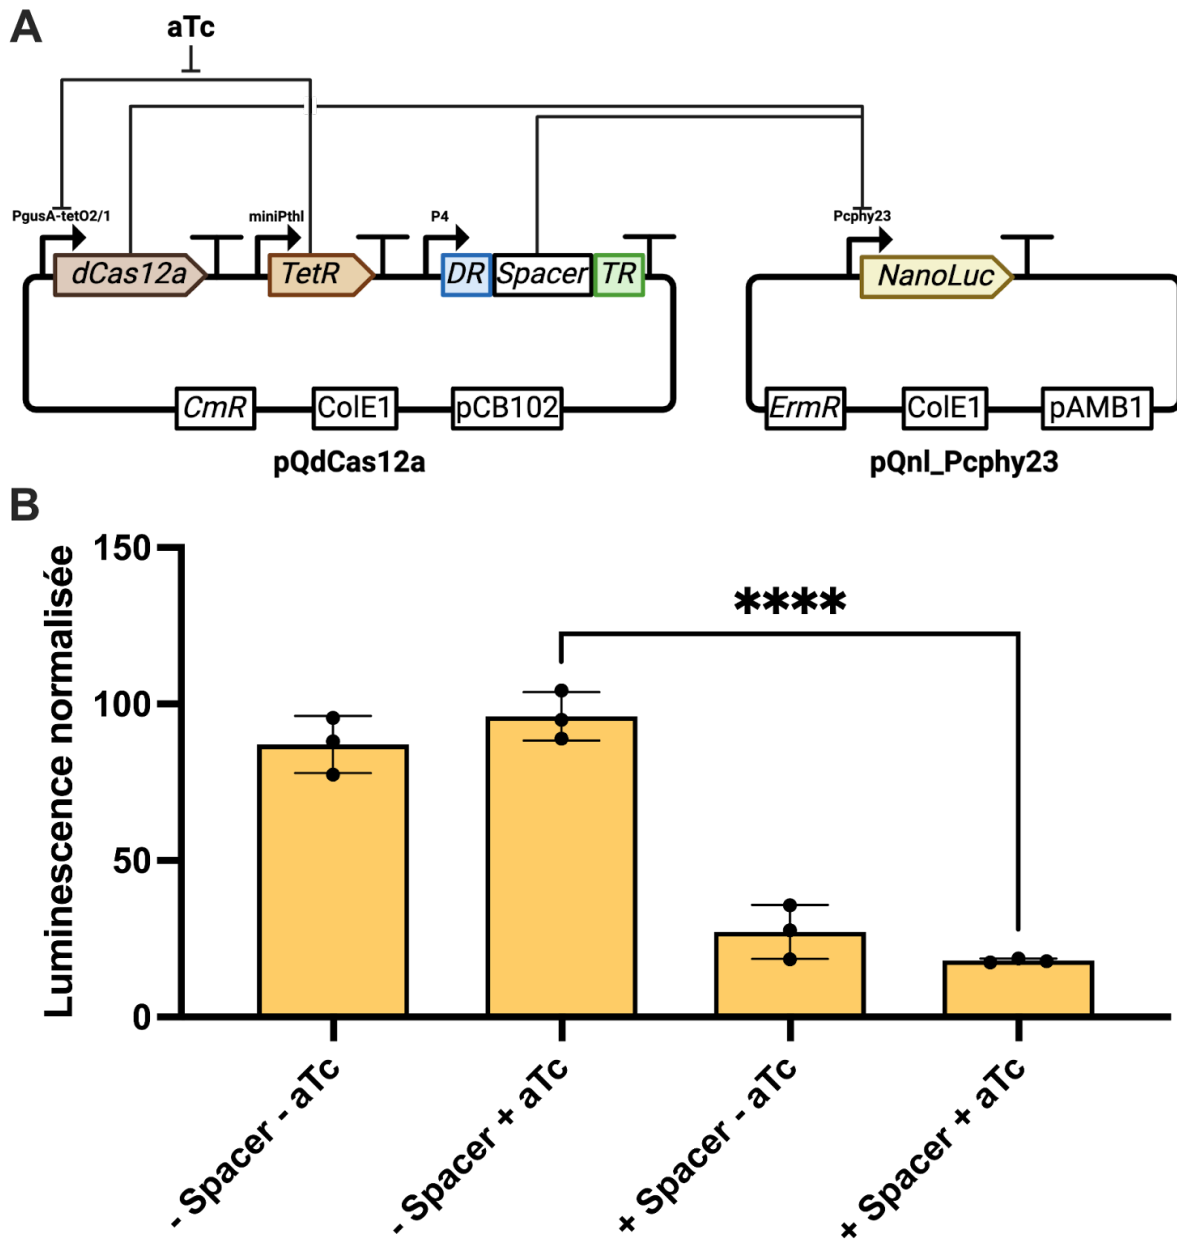 A
aTc
PgusA-tetO2/1
miniPthl
P4
Pcphy23
dCas12a
TetR
DR
Spacer
TR
NanoLuc
CmR
ColE1
pCB102
ErmR
ColE1
pAMB1
pQdCas12a
pQnl_Pcphy23
B
Luminescence normalisée
150
100
50
0
****
- Spacer - aTc
- Spacer + aTc
+ Spacer - aTc
+ Spacer + aTc